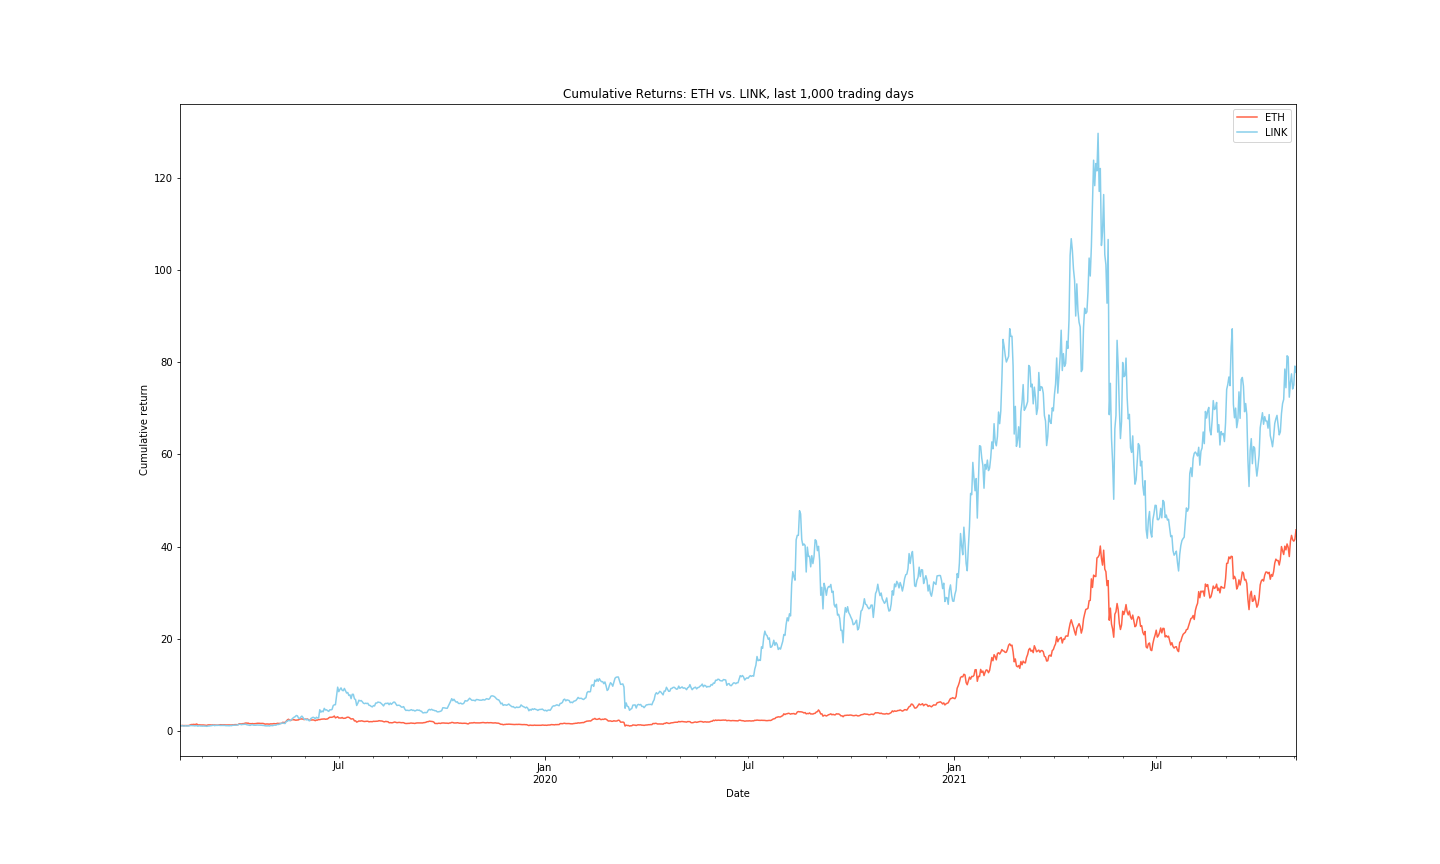 Cumulative Returns: ETH vs. LINK, last 1,000 trading days
ETH
LINK
120
100
80
60
40
20
0
Cumulative return
Jul
Jan
2020
Jul
Jan
2021
Jul
Date